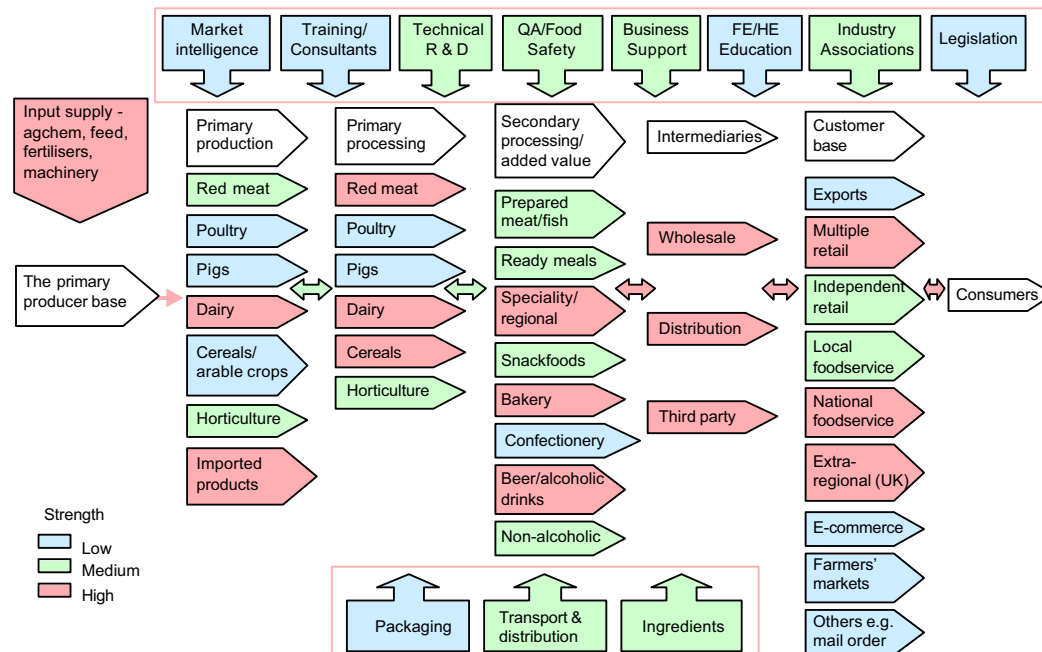 Market
intelligence
Training/
Consultants
Technical
R & D
QA/Food
Safety
Business
Support
FE/HE
Education
Industry
Associations
Legislation
Input supply -
agchem, feed,
fertilisers,
machinery
Primary
production
Primary
processing
Secondary
processing/
added value
Intermediaries
Customer
base
The primary
producer base
Red meat
Poultry
Pigs
Dairy
Cereals/
arable crops
Horticulture
Imported
products
Red meat
Poultry
Pigs
Dairy
Cereals
Horticulture
Prepared
meat/fish
Ready meals
Speciality/
regional
Snackfoods
Bakery
Confectionery
Beer/alcoholic
drinks
Non-alcoholic
Wholesale
Distribution
Third party
Exports
Multiple
retail
Independent
retail
Local
foodservice
National
foodservice
Extra-
regional (UK)
E-commerce
Farmers’
markets
Others e.g.
mail order
Consumers
Strength
Low
Medium
High
Packaging
Transport &
distribution
Ingredients